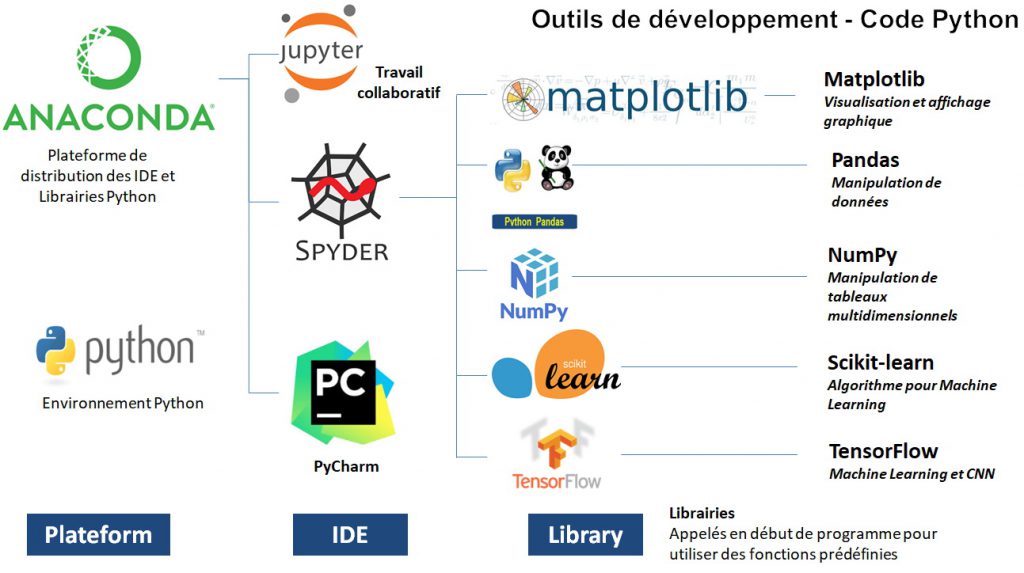 Outils de développement - Code Python
ANACONDA®
Plateforme de
distribution des IDE et
Librairies Python
python™
Environnement Python
Plateform
jupyter
Travail
collaboratif
SPYDER
PC
PyCharm
IDE
matplotlib
Python Pandas
NumPy
scikit
learn
TensorFlow
Library
Matplotlib
Visualisation et affichage
graphique
Pandas
Manipulation de
données
NumPy
Manipulation de
tableaux
multidimensionnels
Scikit-learn
Algorithme pour Machine
Learning
TensorFlow
Machine Learning et CNN
Librairies
Appelés en début de programme pour
utiliser des fonctions prédéfinies